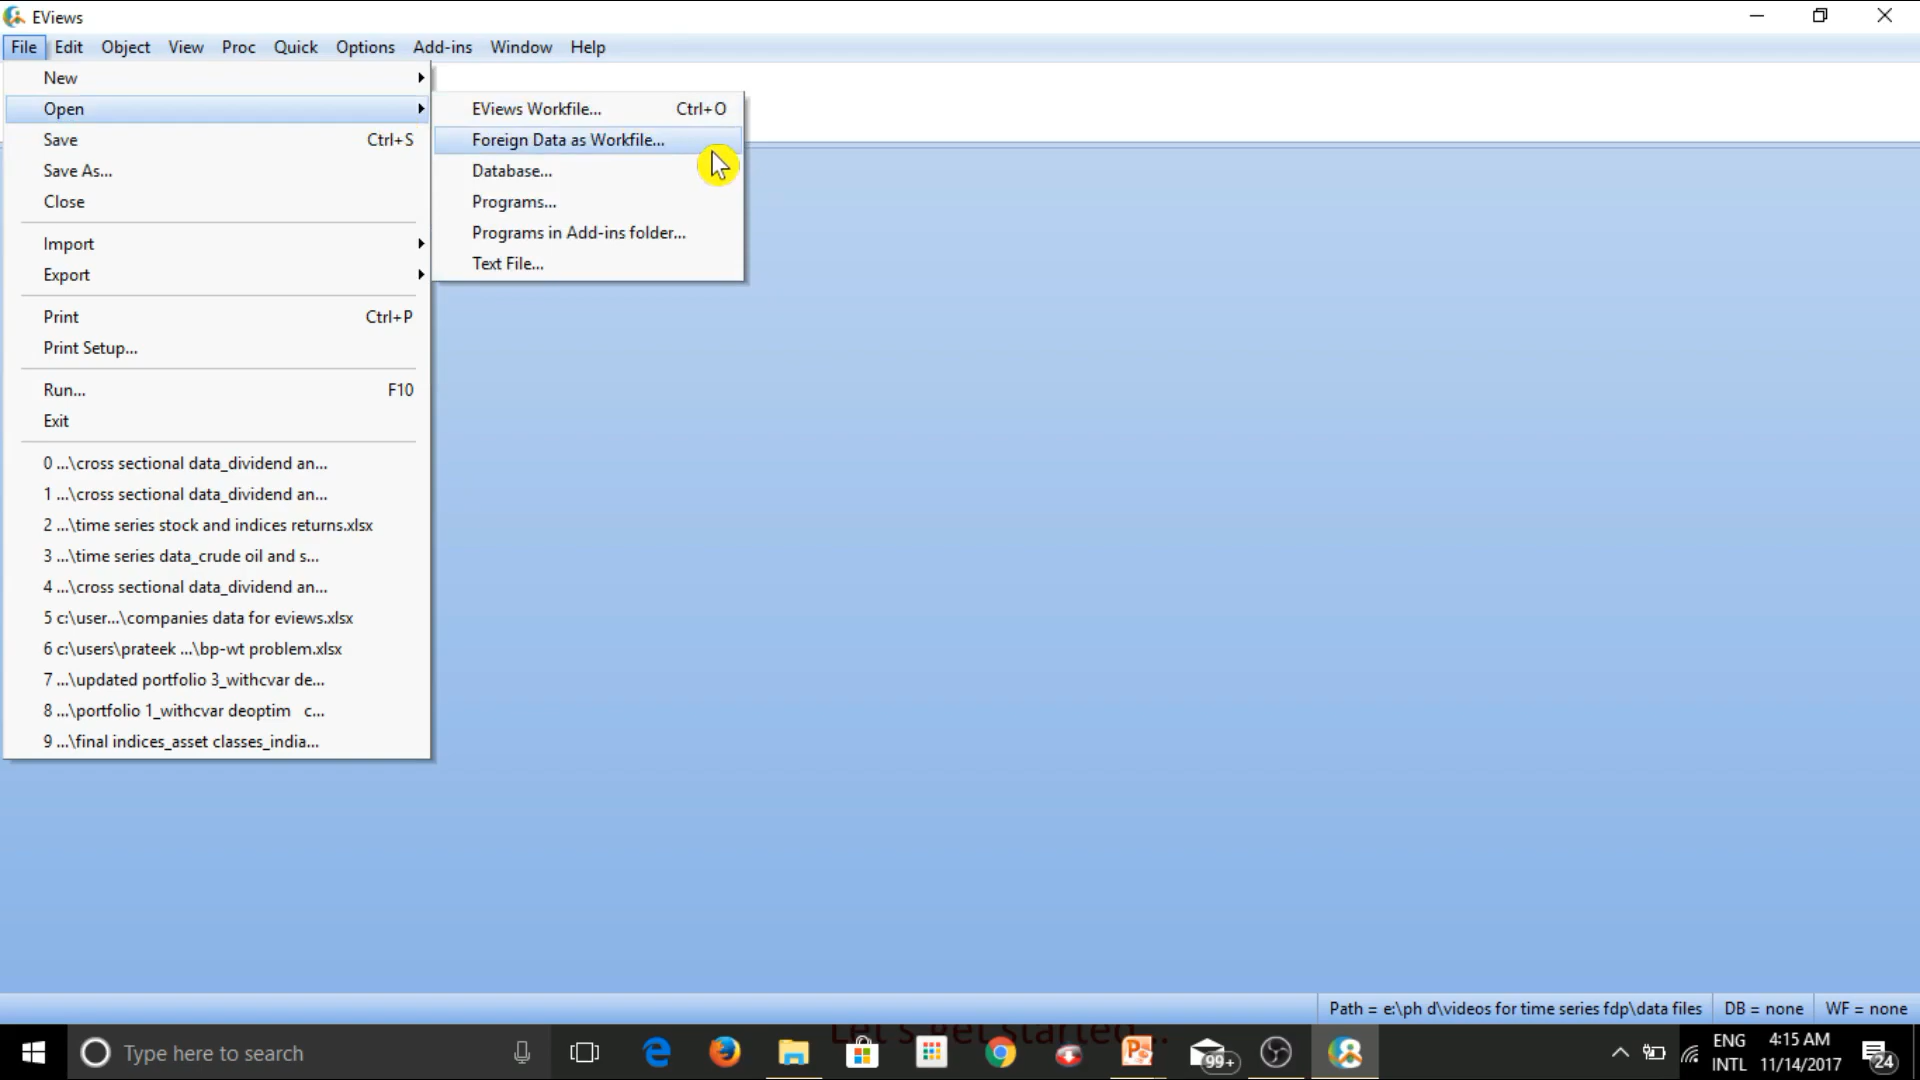 EViews
File Edit Object View Proc Quick Options Add-ins Window Help
New
Open
Save Ctrl+S
Save As...
Close
Import
Export
Print Ctrl+P
Print Setup...
Run... F10
Exit
0 ...\cross sectional data_dividend an...
1 ...\cross sectional data_dividend an...
2 ...\time series stock and indices returns.xlsx
3 ...\time series data_crude oil and s...
4 ...\cross sectional data_dividend an...
5 c:\user...\companies data for eviews.xlsx
6 c:\users\prateek ...\bp-wt problem.xlsx
7 ...\updated portfolio 3_withcvar de...
8 ...\portfolio 1_withcvar deoptim c...
9 ...\final indices_asset classes_india...
EViews Workfile... Ctrl+O
Foreign Data as Workfile...
Database...
Programs...
Programs in Add-ins folder...
Text File...
Path = e:\ph d\videos for time series fdp\data files DB = none WF = none
Let's get started...
Type here to search
99+
ENG
INTL
4:15 AM
11/14/2017
24